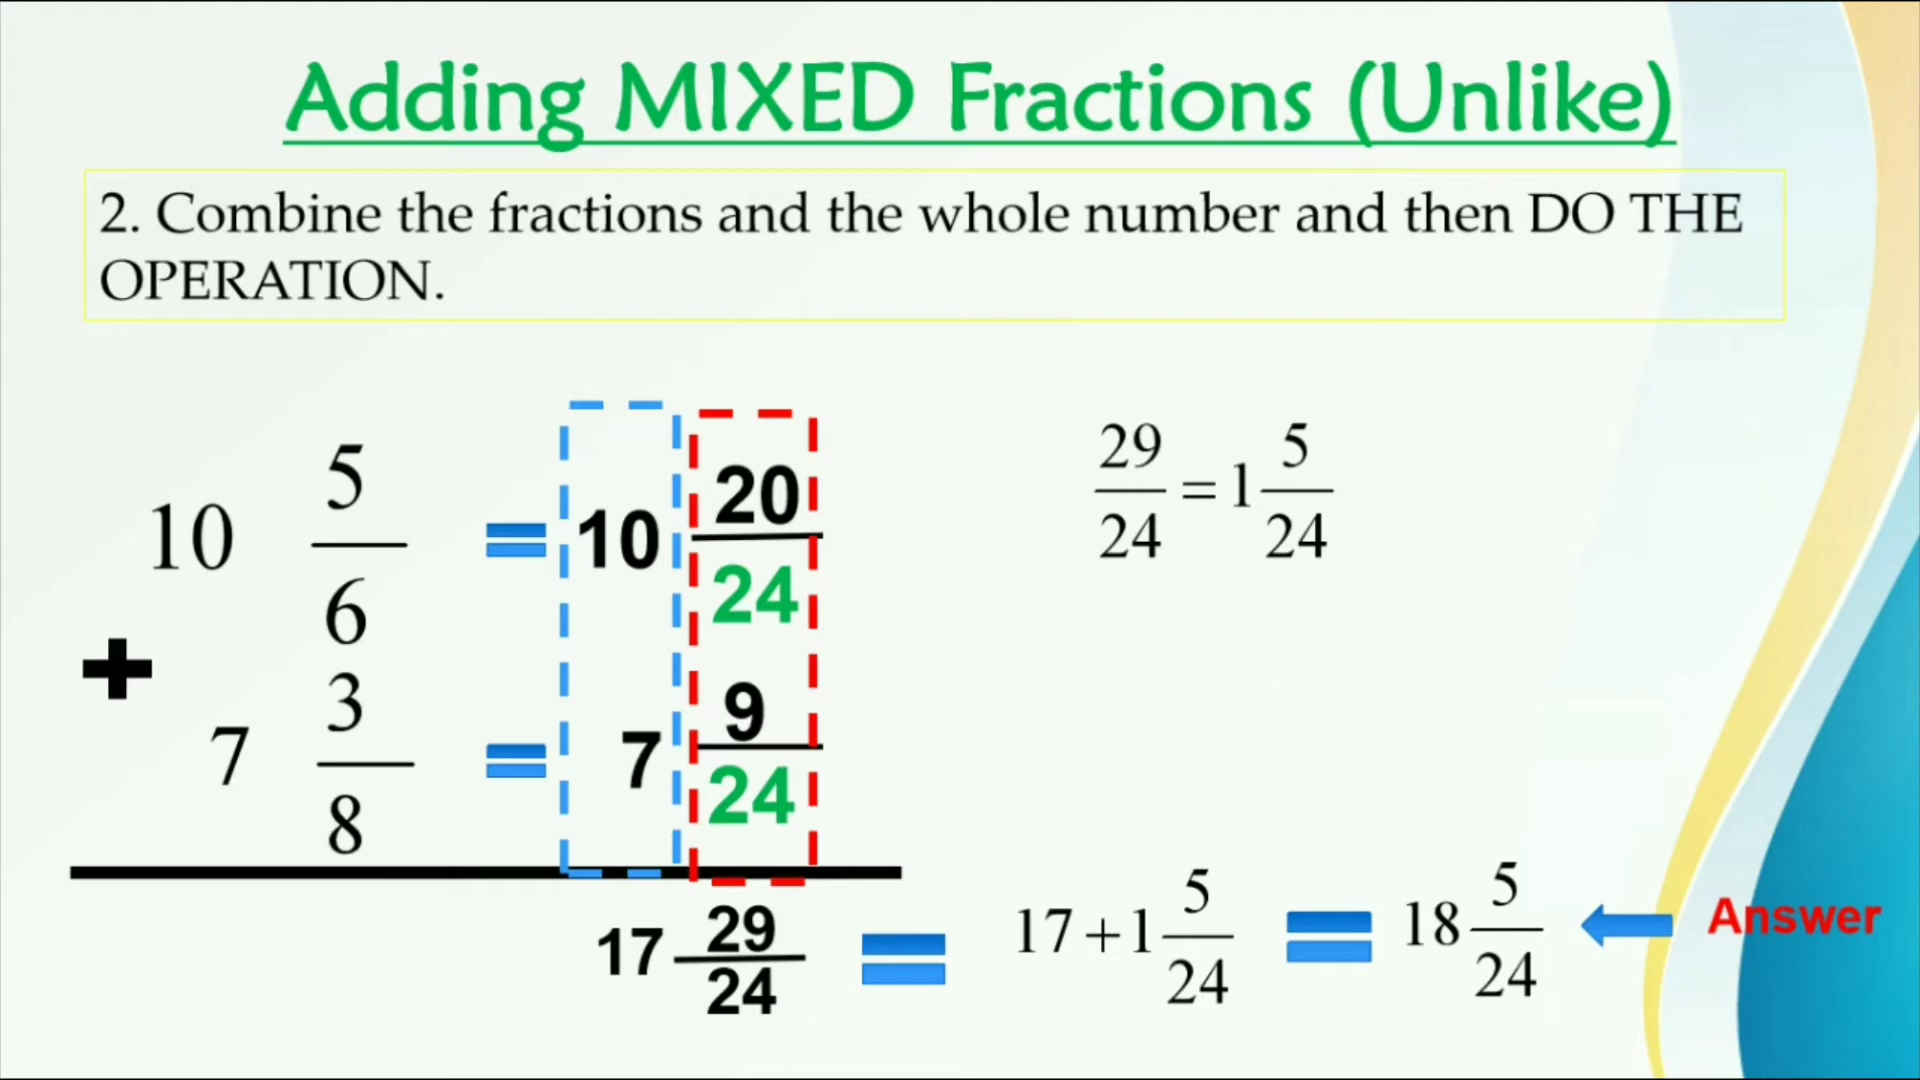 Adding MIXED Fractions (Unlike)
2. Combine the fractions and the whole number and then DO THE
OPERATION.
10 5/6 = 10 20/24
+
7 3/8 = 7 9/24
29/24 = 1 5/24
17 29/24 = 17+1 5/24 = 18 5/24 Answer